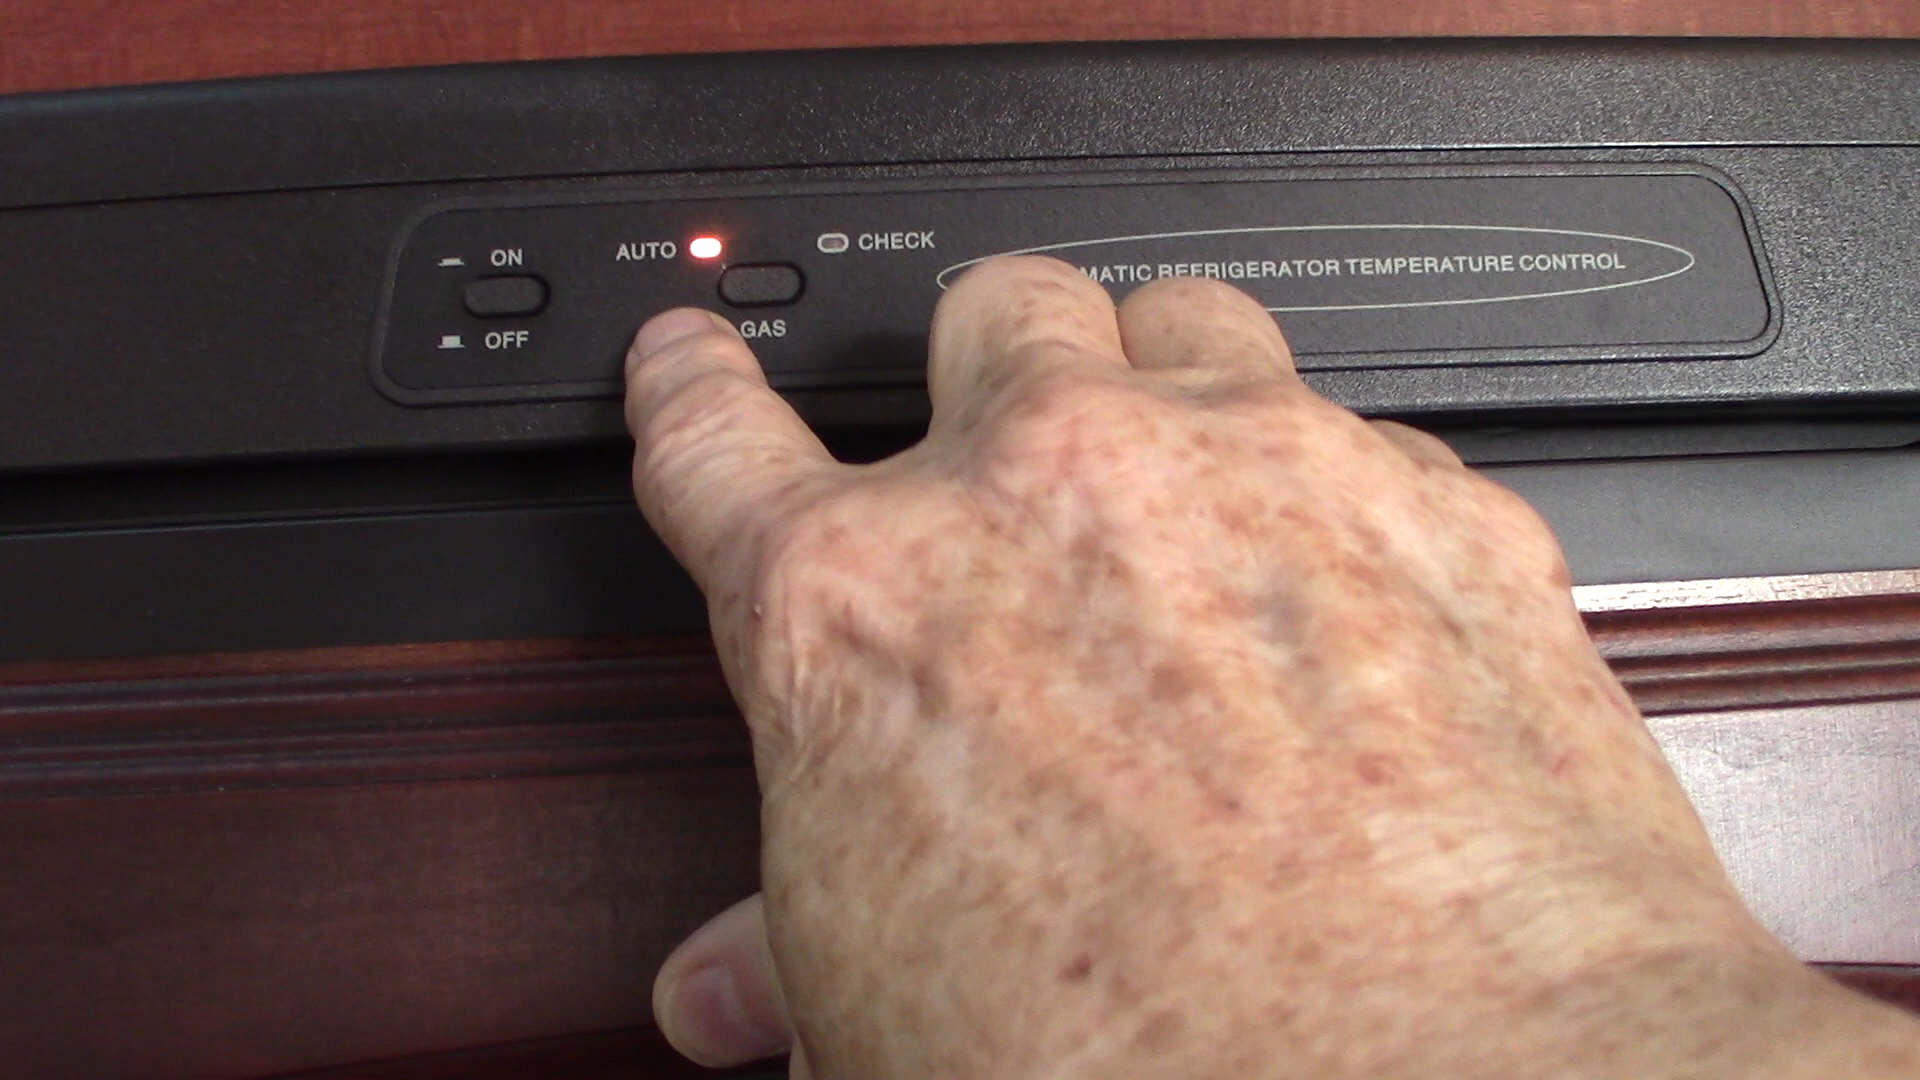 ON
OFF
AUTO
GAS
CHECK
MATIC REFRIGERATOR TEMPERATURE CONTROL